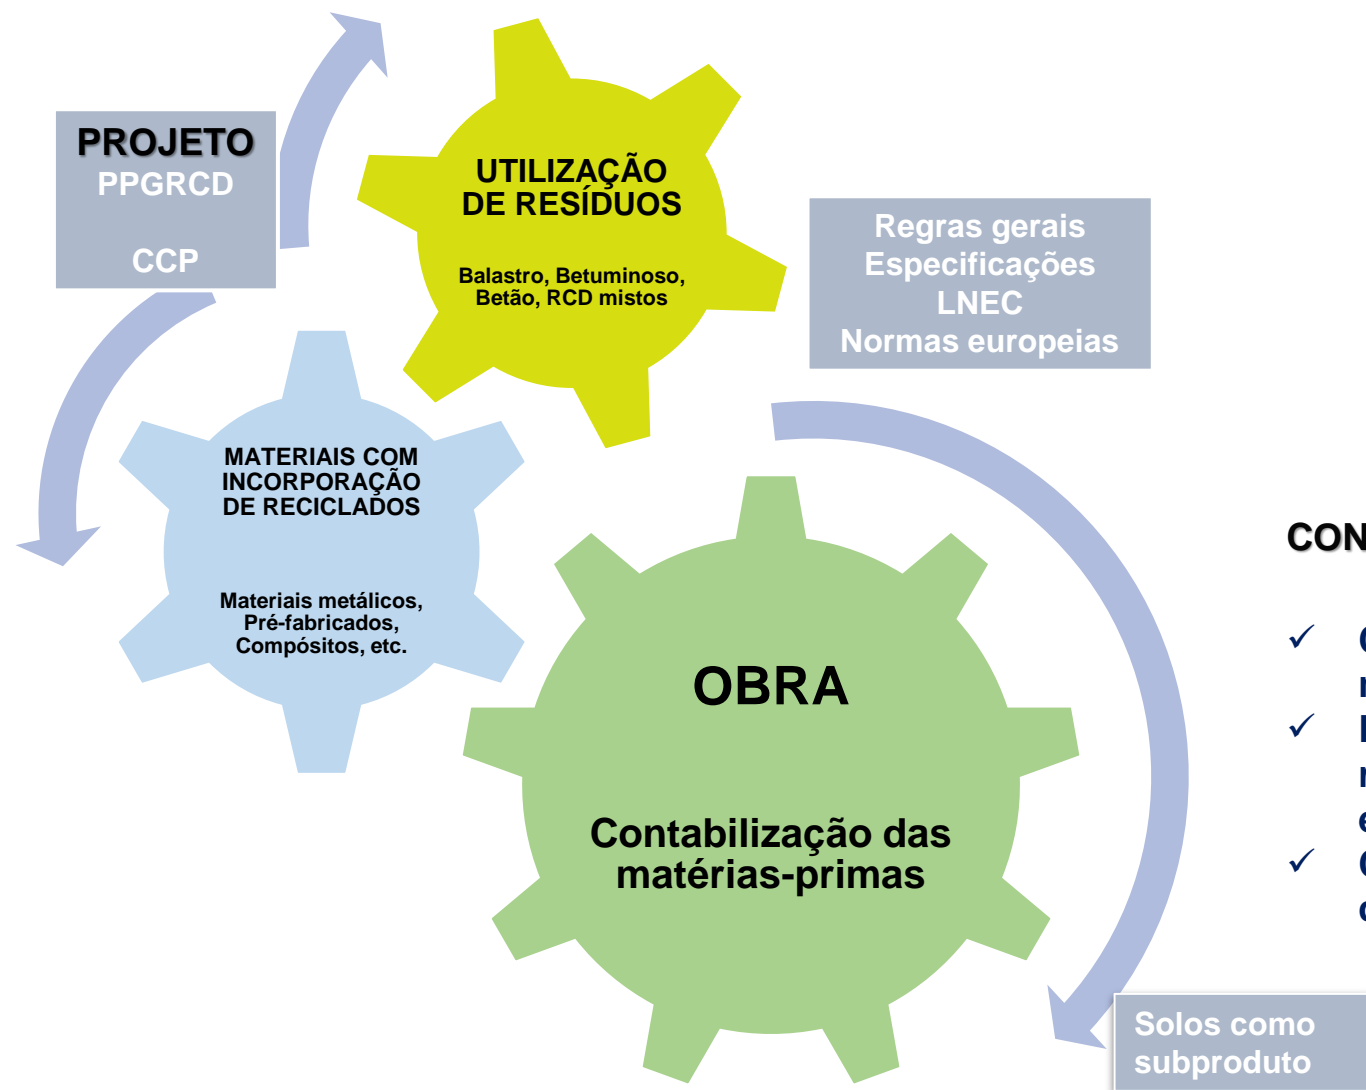 PROJETO
PPGRCD
CCP
UTILIZAÇÃO
DE RESÍDUOS
Balastro, Betuminoso,
Betão, RCD mistos
Regras gerais
Especificações
LNEC
Normas europeias
MATERIAIS COM
INCORPORAÇÃO
DE RECICLADOS
Materiais metálicos,
Pré-fabricados,
Compósitos, etc.
OBRA
Contabilização das
matérias-primas
CON
Solos como
subproduto